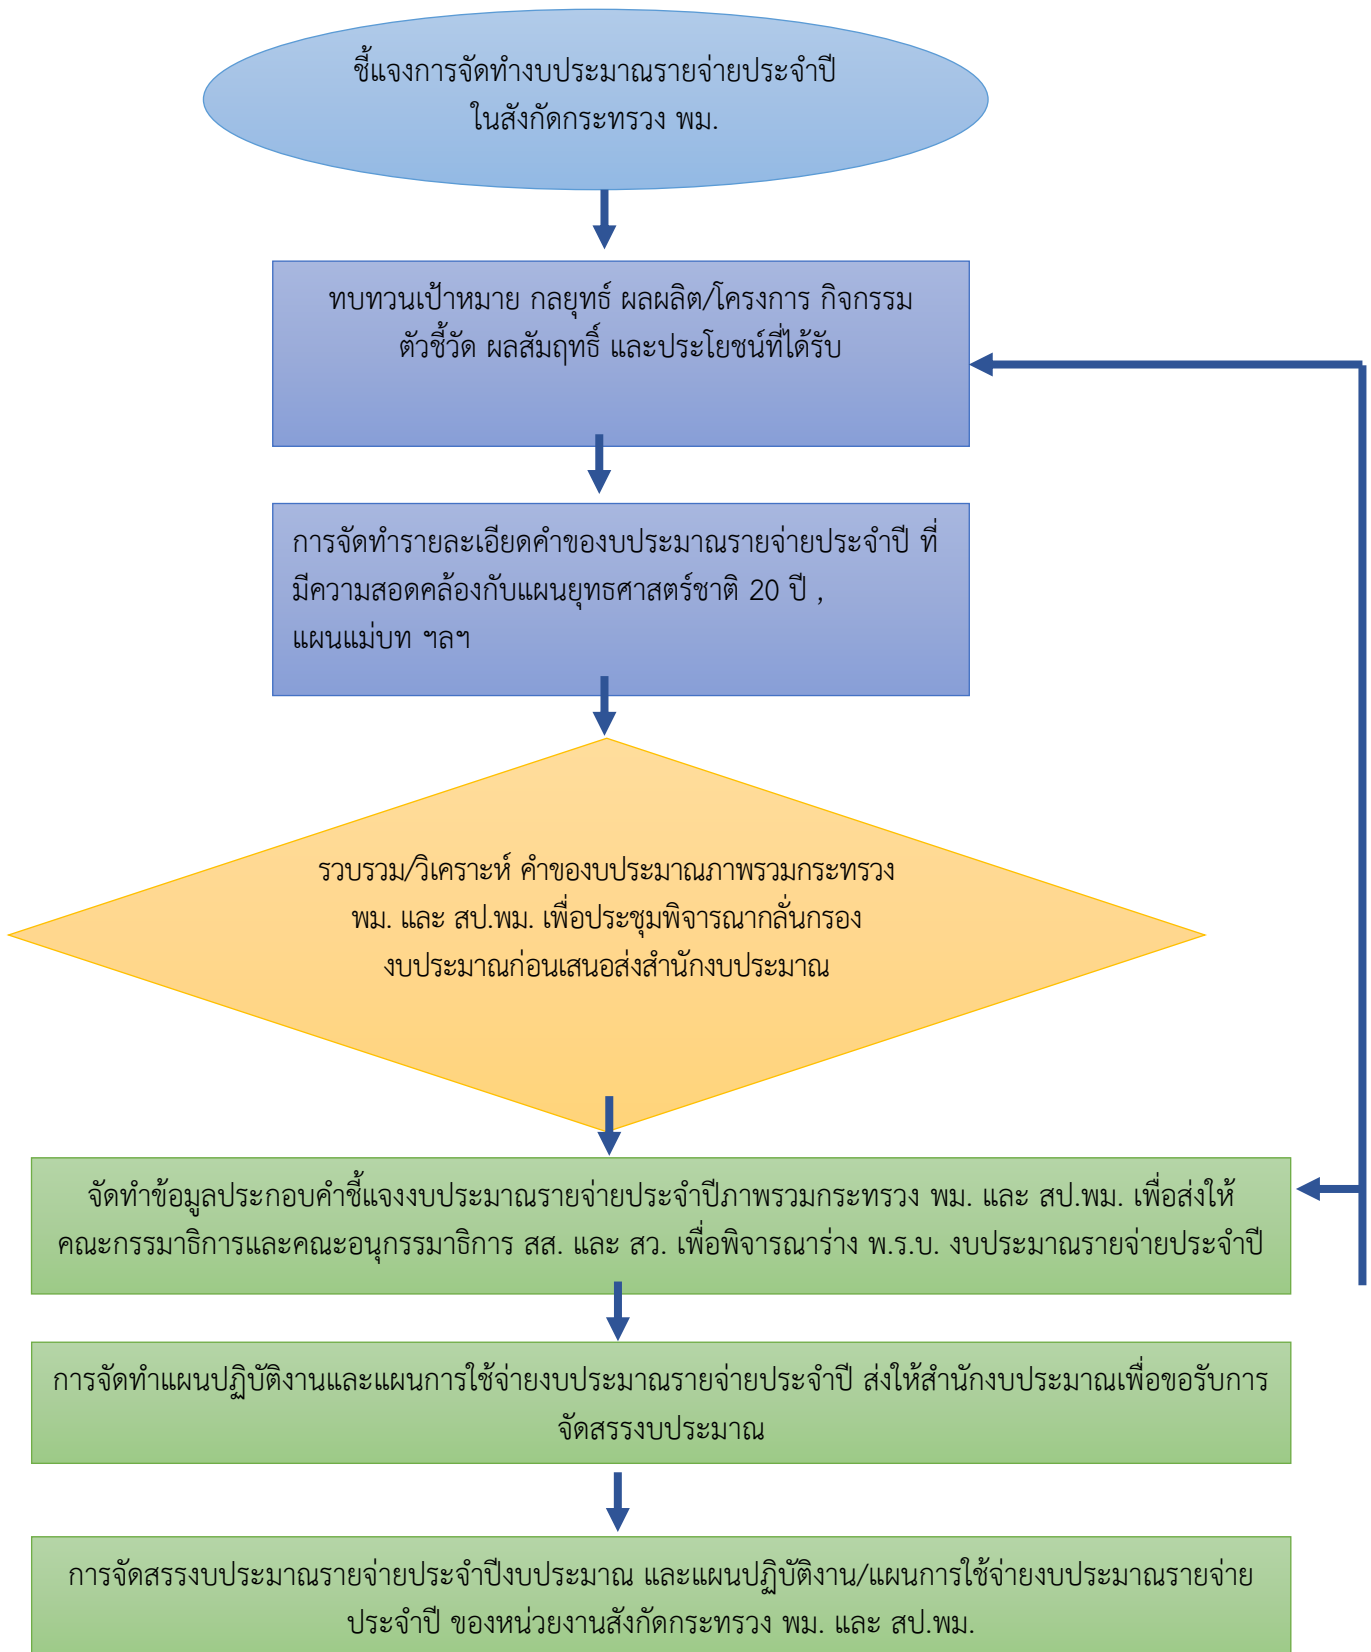 ชี้แจงการจัดทำงบประมาณรายจ่ายประจำปี
ในสังกัดกระทรวง พม.
ทบทวนเป้าหมาย กลยุทธ์ ผลผลิต/โครงการ กิจกรรม
ตัวชี้วัด ผลสัมฤทธิ์ และประโยชน์ที่ได้รับ
การจัดทำรายละเอียดคำของบประมาณรายจ่ายประจำปี ที่
มีความสอดคล้องกับแผนยุทธศาสตร์ชาติ 20 ปี ,
แผนแม่บท ฯลฯ
รวบรวม/วิเคราะห์ คำของบประมาณภาพรวมกระทรวง
พม. และ สป.พม. เพื่อประชุมพิจารณากลั่นกรอง
งบประมาณก่อนเสนอส่งสำนักงบประมาณ
จัดทำข้อมูลประกอบคำชี้แจงงบประมาณรายจ่ายประจำปีภาพรวมกระทรวง พม. และ สป.พม. เพื่อส่งให้
คณะกรรมาธิการและคณะอนุกรรมาธิการ สส. และ สว. เพื่อพิจารณาร่าง พ.ร.บ. งบประมาณรายจ่ายประจำปี
การจัดทำแผนปฏิบัติงานและแผนการใช้จ่ายงบประมาณรายจ่ายประจำปี ส่งให้สำนักงบประมาณเพื่อขอรับการ
จัดสรรงบประมาณ
การจัดสรรงบประมาณรายจ่ายประจำปีงบประมาณ และแผนปฏิบัติงาน/แผนการใช้จ่ายงบประมาณรายจ่าย
ประจำปี ของหน่วยงานสังกัดกระทรวง พม. และ สป.พม.